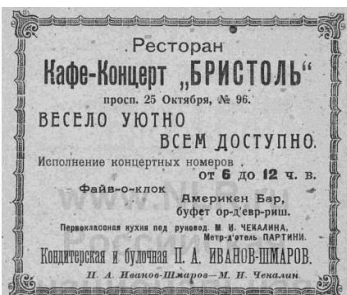 Ресторан
Кафе-Концерт „БРИСТОЛЬ“
просп. 25 Октября, № 96.
ВЕСЕЛО УЮТНО
ВСЕМ ДОСТУПНО.
Исполнение концертных номеров
от 6 до 12 ч. в.
Файв-о-клок
Америкен Бар,
буфет ор-д'евр-риш.
Первоклассная кухня под руковод. М. И. ЧЕКАЛИНА.
Метр-д'отель ПАРТИНИ.
Кондитерская и булочная П. А. ИВАНОВ-ШМАРОВ.
П. А. Иванов-Шмаров—М. И. Чекалин.